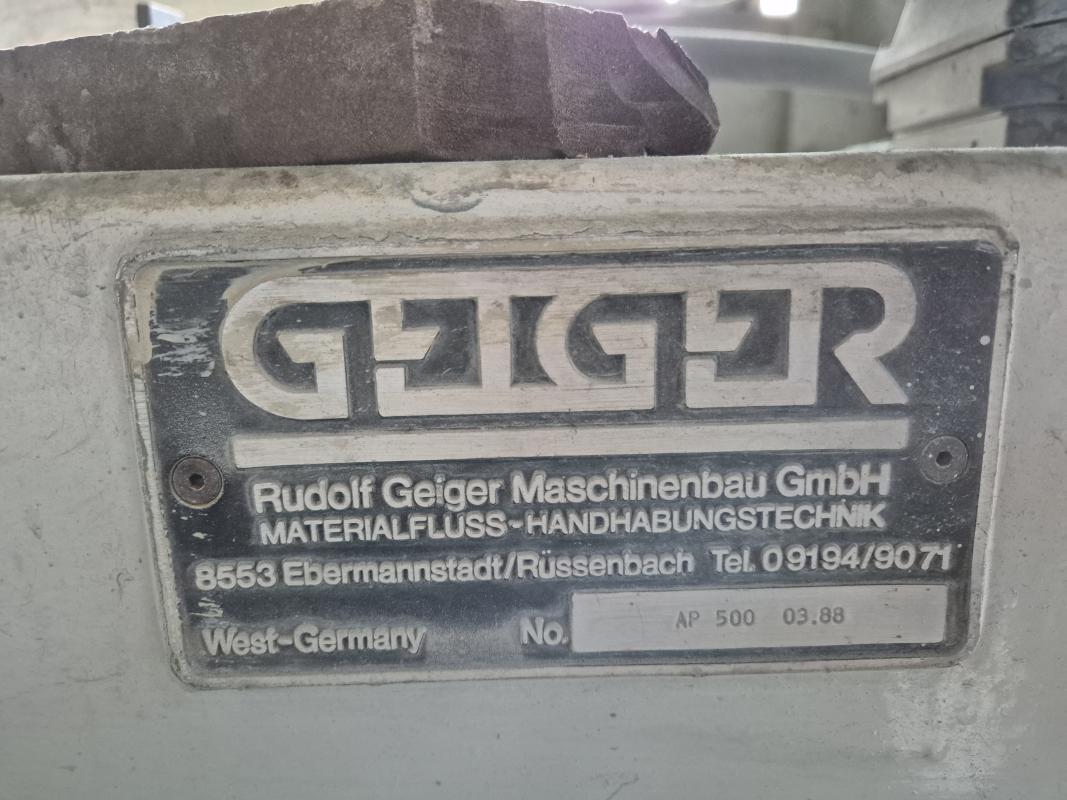 GEIGER
Rudolf Geiger Maschinenbau GmbH
MATERIALFLUSS-HANDHABUNGSTECHNIK
8553 Ebermannstadt/Rüssenbach Tel. 09194/9071
West-Germany No. AP 500 03.88